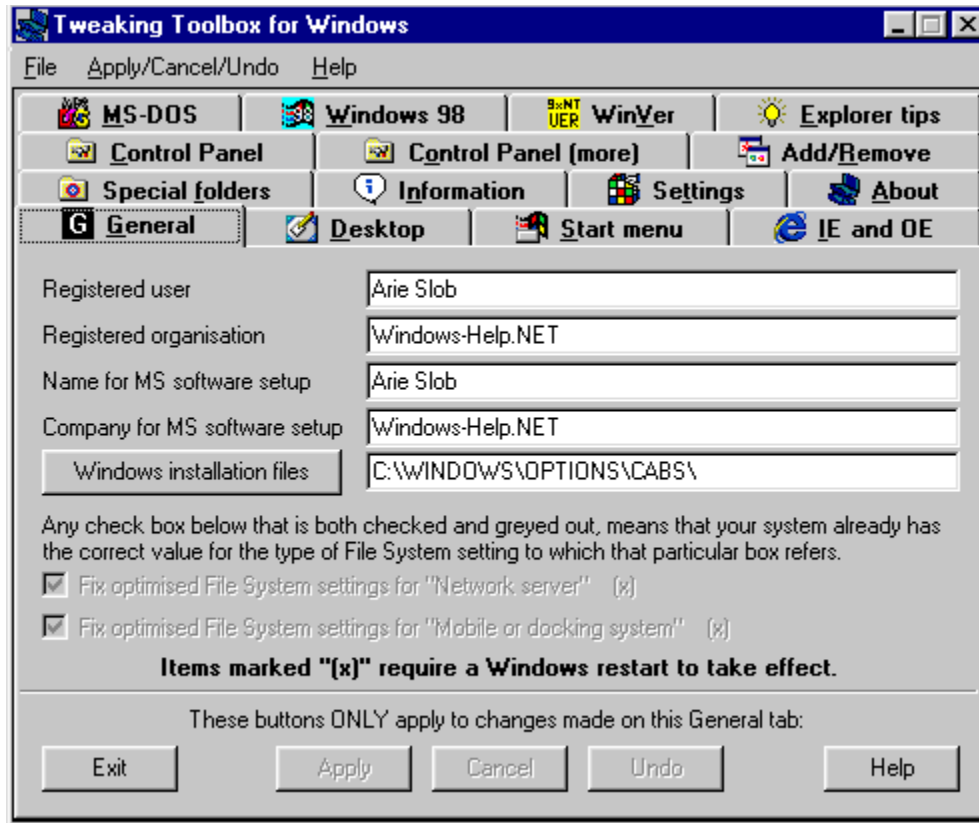 Tweaking Toolbox for Windows
File Apply/Cancel/Undo Help
MS-DOS Windows 98 9xNT VER WinVer Explorer tips
Control Panel Control Panel (more) Add/Remove
Special folders Information Settings About
G General Desktop Start menu IE and OE
Registered user Arie Slob
Registered organisation Windows-Help.NET
Name for MS software setup Arie Slob
Company for MS software setup Windows-Help.NET
Windows installation files C:\WINDOWS\OPTIONS\CABS\
Any check box below that is both checked and greyed out, means that your system already has
the correct value for the type of File System setting to which that particular box refers.
Fix optimised File System settings for "Network server" (x)
Fix optimised File System settings for "Mobile or docking system" (x)
Items marked "(x)" require a Windows restart to take effect.
These buttons ONLY apply to changes made on this General tab:
Exit Apply Cancel Undo Help